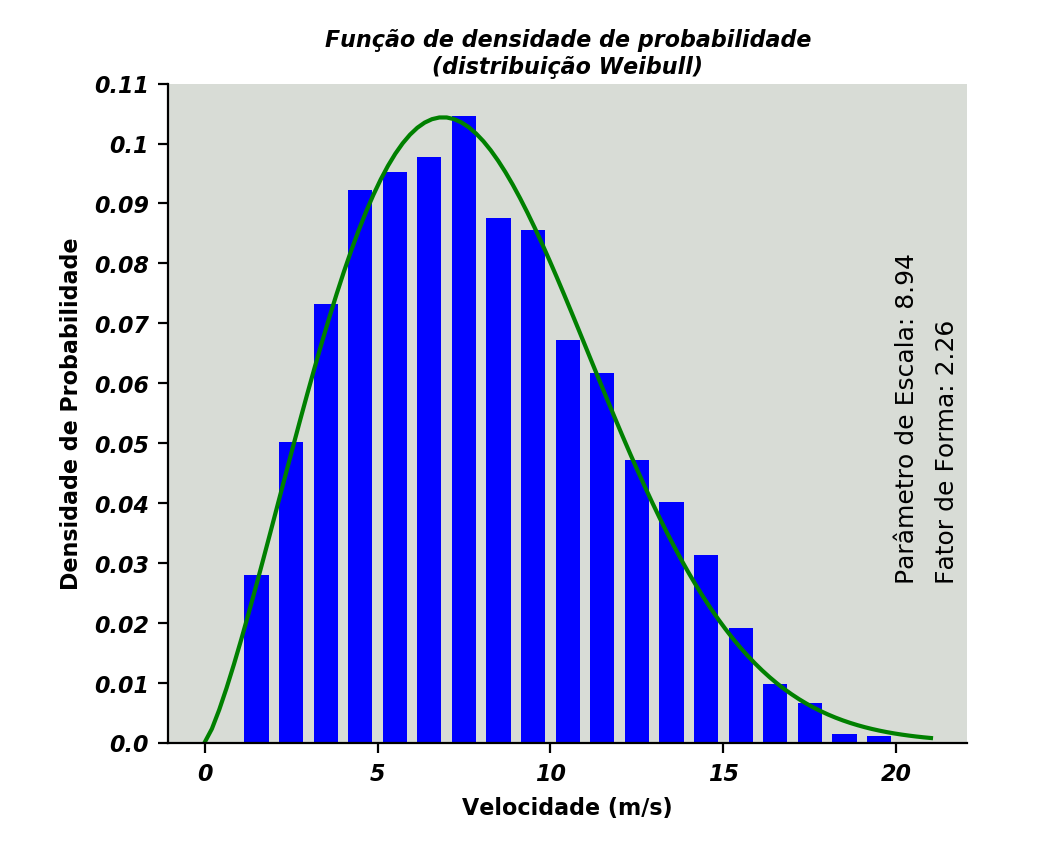 Função de densidade de probabilidade
(distribuição Weibull)
0.11
0.1
0.09
0.08
0.07
0.06
0.05
0.04
0.03
0.02
0.01
0.0
Densidade de Probabilidade
Parâmetro de Escala: 8.94
Fator de Forma: 2.26
0
5
10
15
20
Velocidade (m/s)